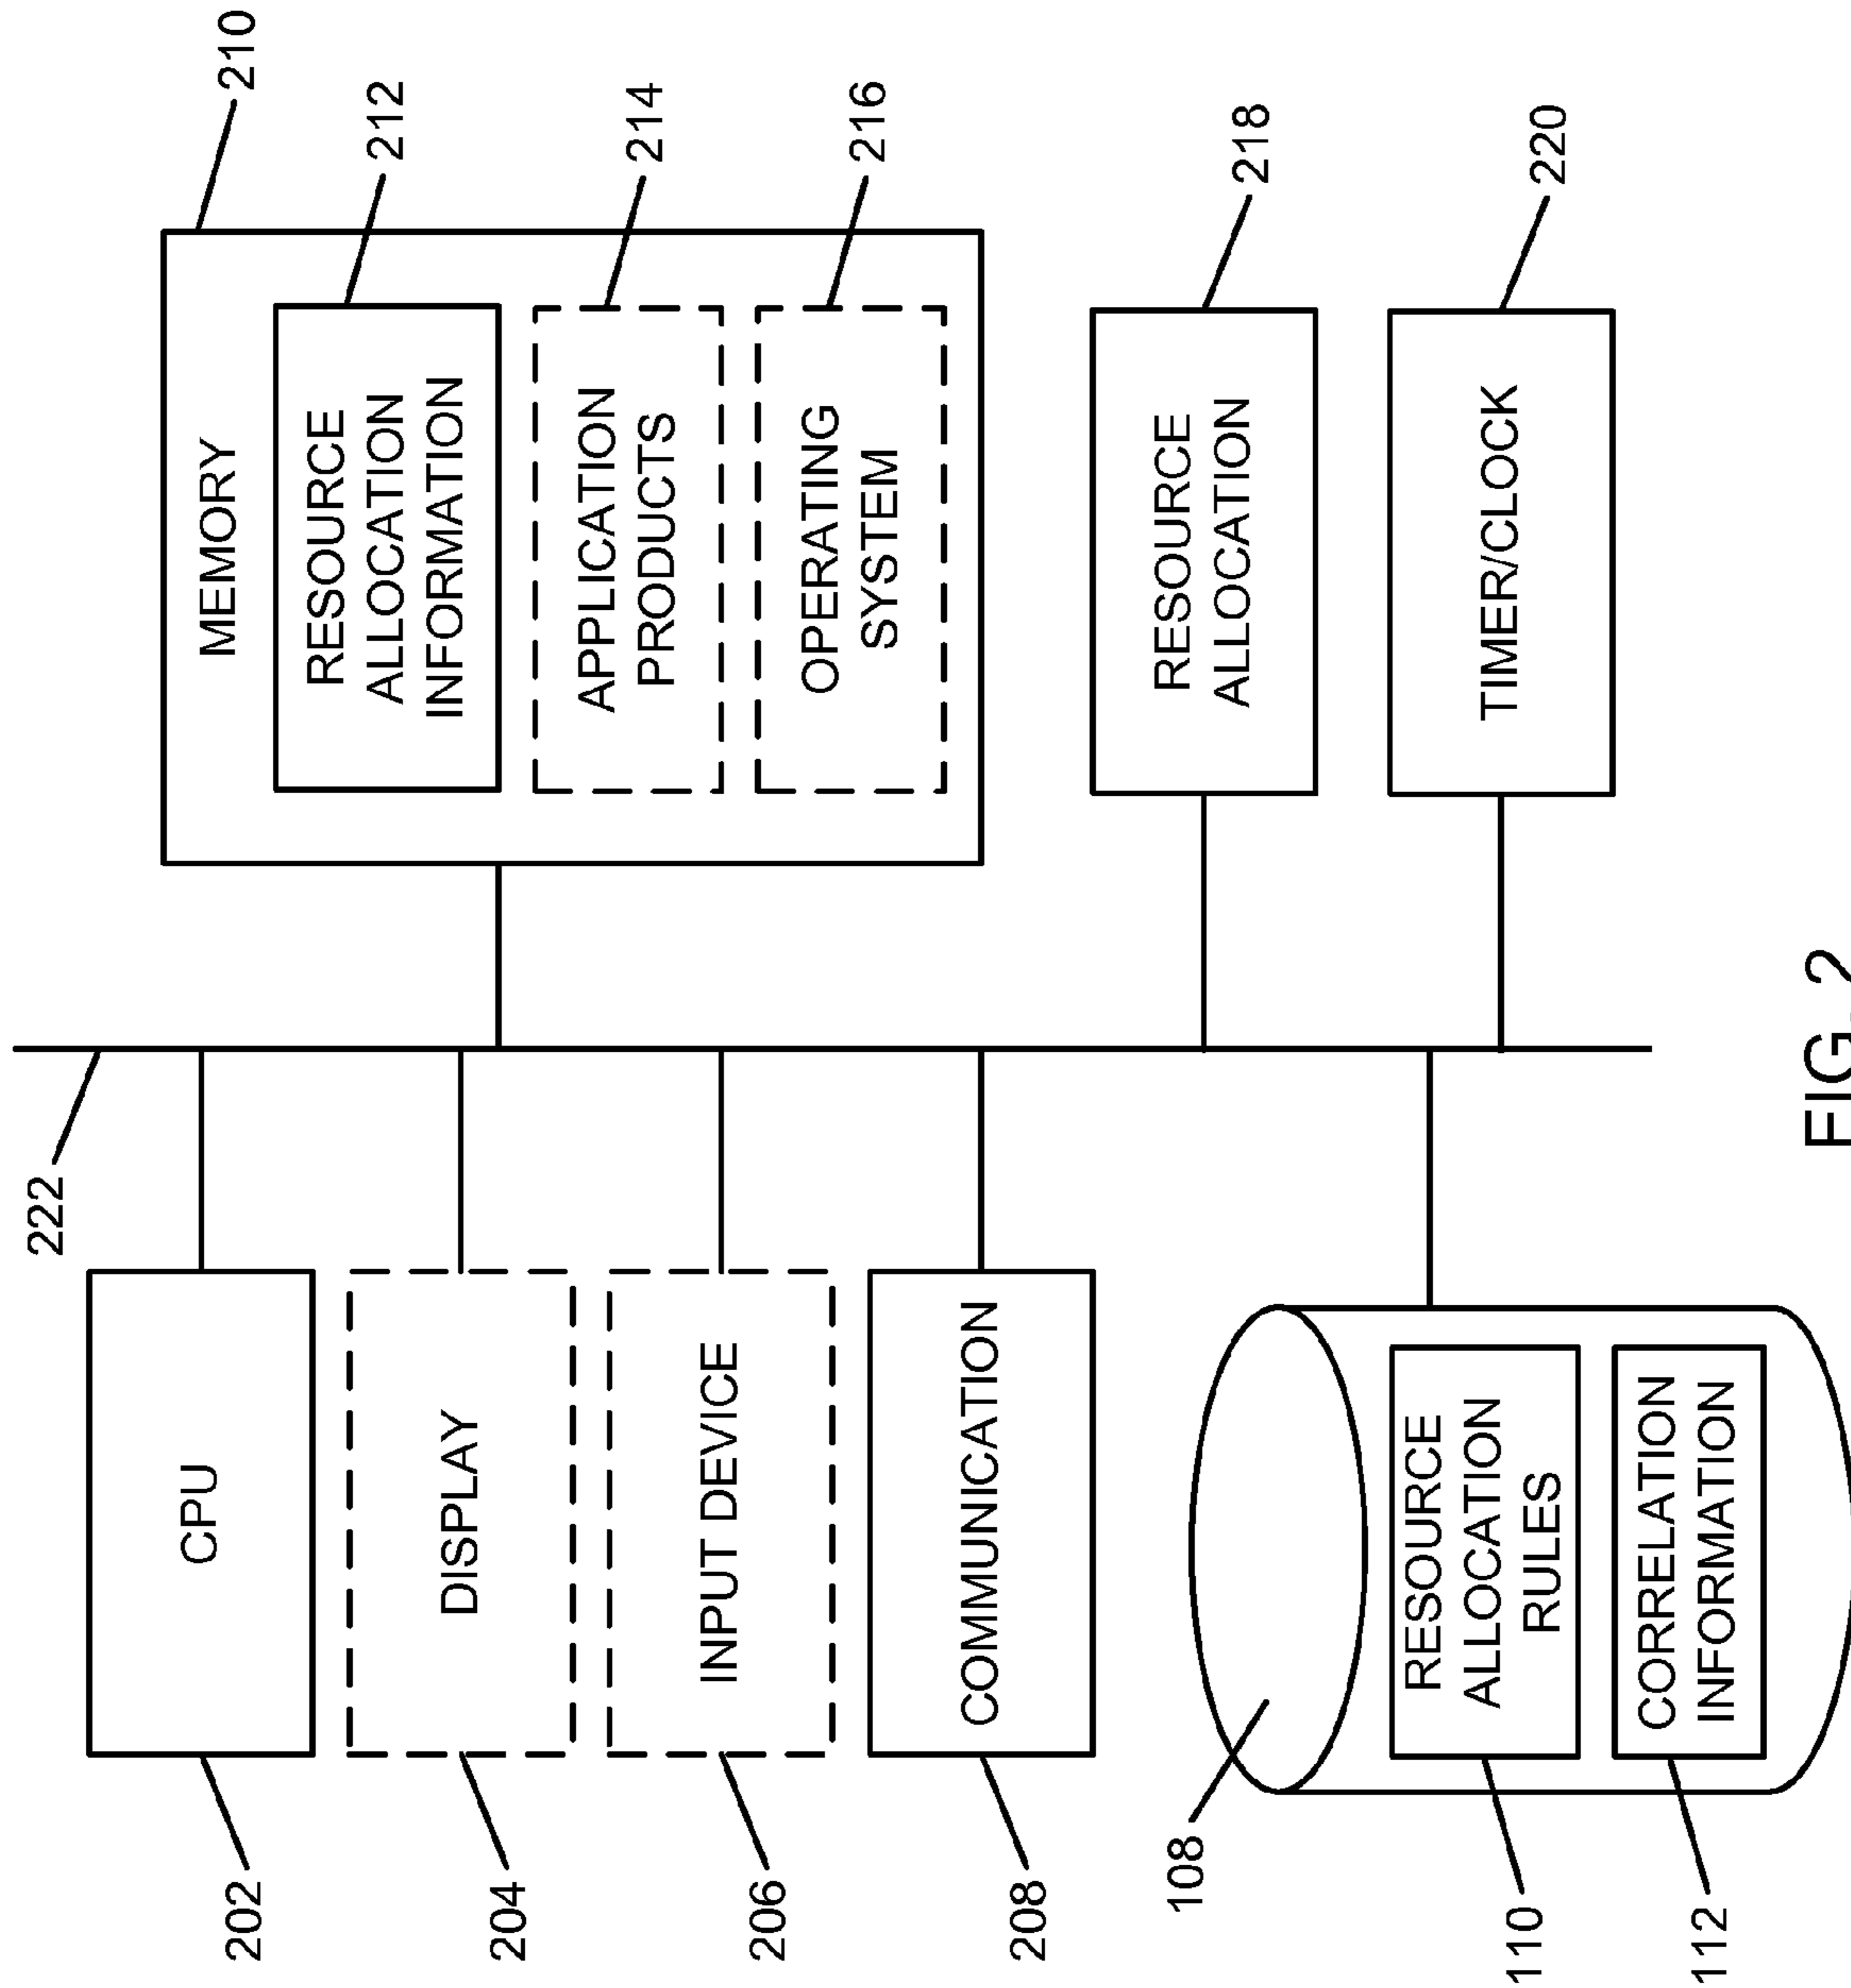 222
CPU
202
DISPLAY
204
INPUT DEVICE
206
COMMUNICATION
208
108
RESOURCE
ALLOCATION
RULES
110
CORRELATION
INFORMATION
112
MEMORY
210
RESOURCE
ALLOCATION
INFORMATION
212
APPLICATION
PRODUCTS
214
OPERATING
SYSTEM
216
RESOURCE
ALLOCATION
218
TIMER/CLOCK
220
FIG. 2